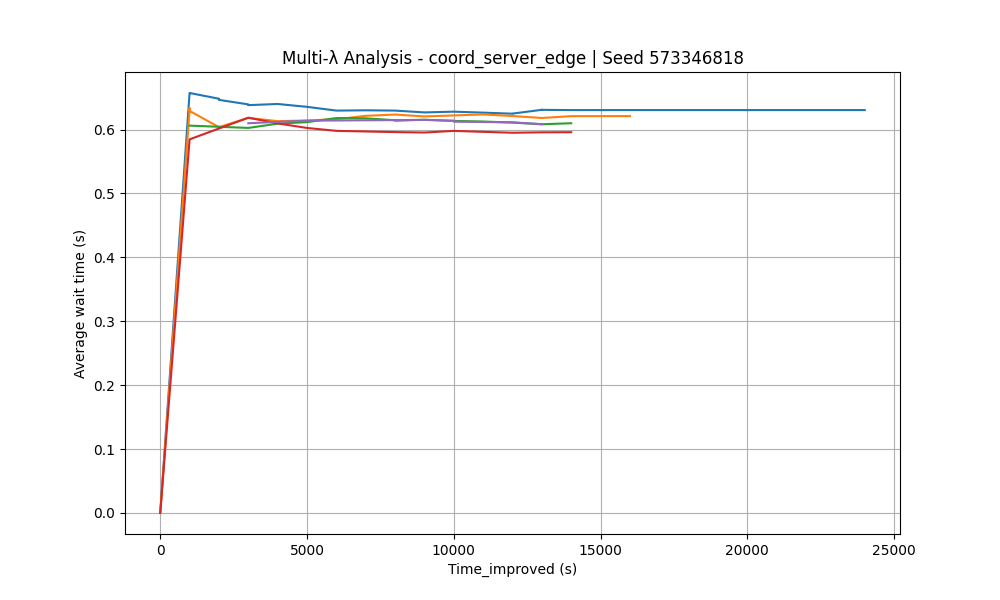 Multi-λ Analysis - coord_server_edge | Seed 573346818
Average wait time (s)
0.6
0.5
0.4
0.3
0.2
0.1
0.0
0 5000 10000 15000 20000 25000
Time_improved (s)